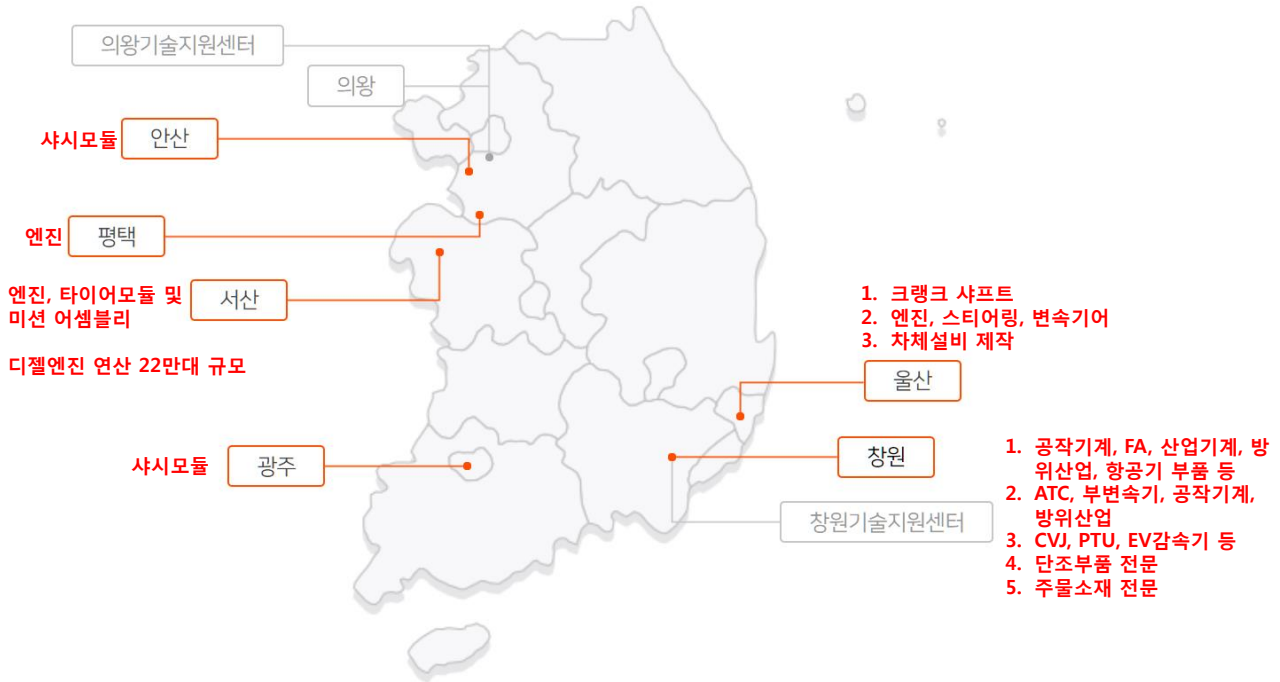 의왕기술지원센터
의왕
샤시모듈
안산
엔진
평택
엔진, 타이어모듈 및
미션 어셈블리
서산
디젤엔진 연산 22만대 규모
샤시모듈
광주
1. 크랭크 샤프트
2. 엔진, 스티어링, 변속기어
3. 차체설비 제작
울산
창원
창원기술지원센터
1. 공작기계, FA, 산업기계, 방
위산업, 항공기 부품 등
2. ATC, 부변속기, 공작기계,
방위산업
3. CVJ, PTU, EV감속기 등
4. 단조부품 전문
5. 주물소재 전문